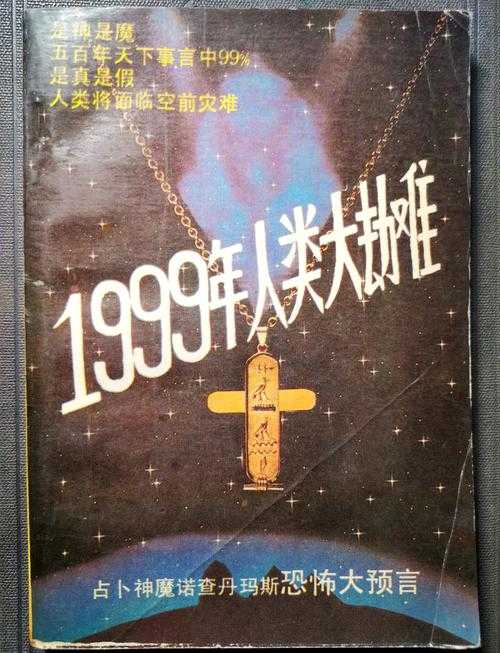 是神是魔
五百年天下事言中99%
是真是假
人类将面临空前灾难
1999年人类大劫难
占卜神魔诺查丹玛斯恐怖大预言